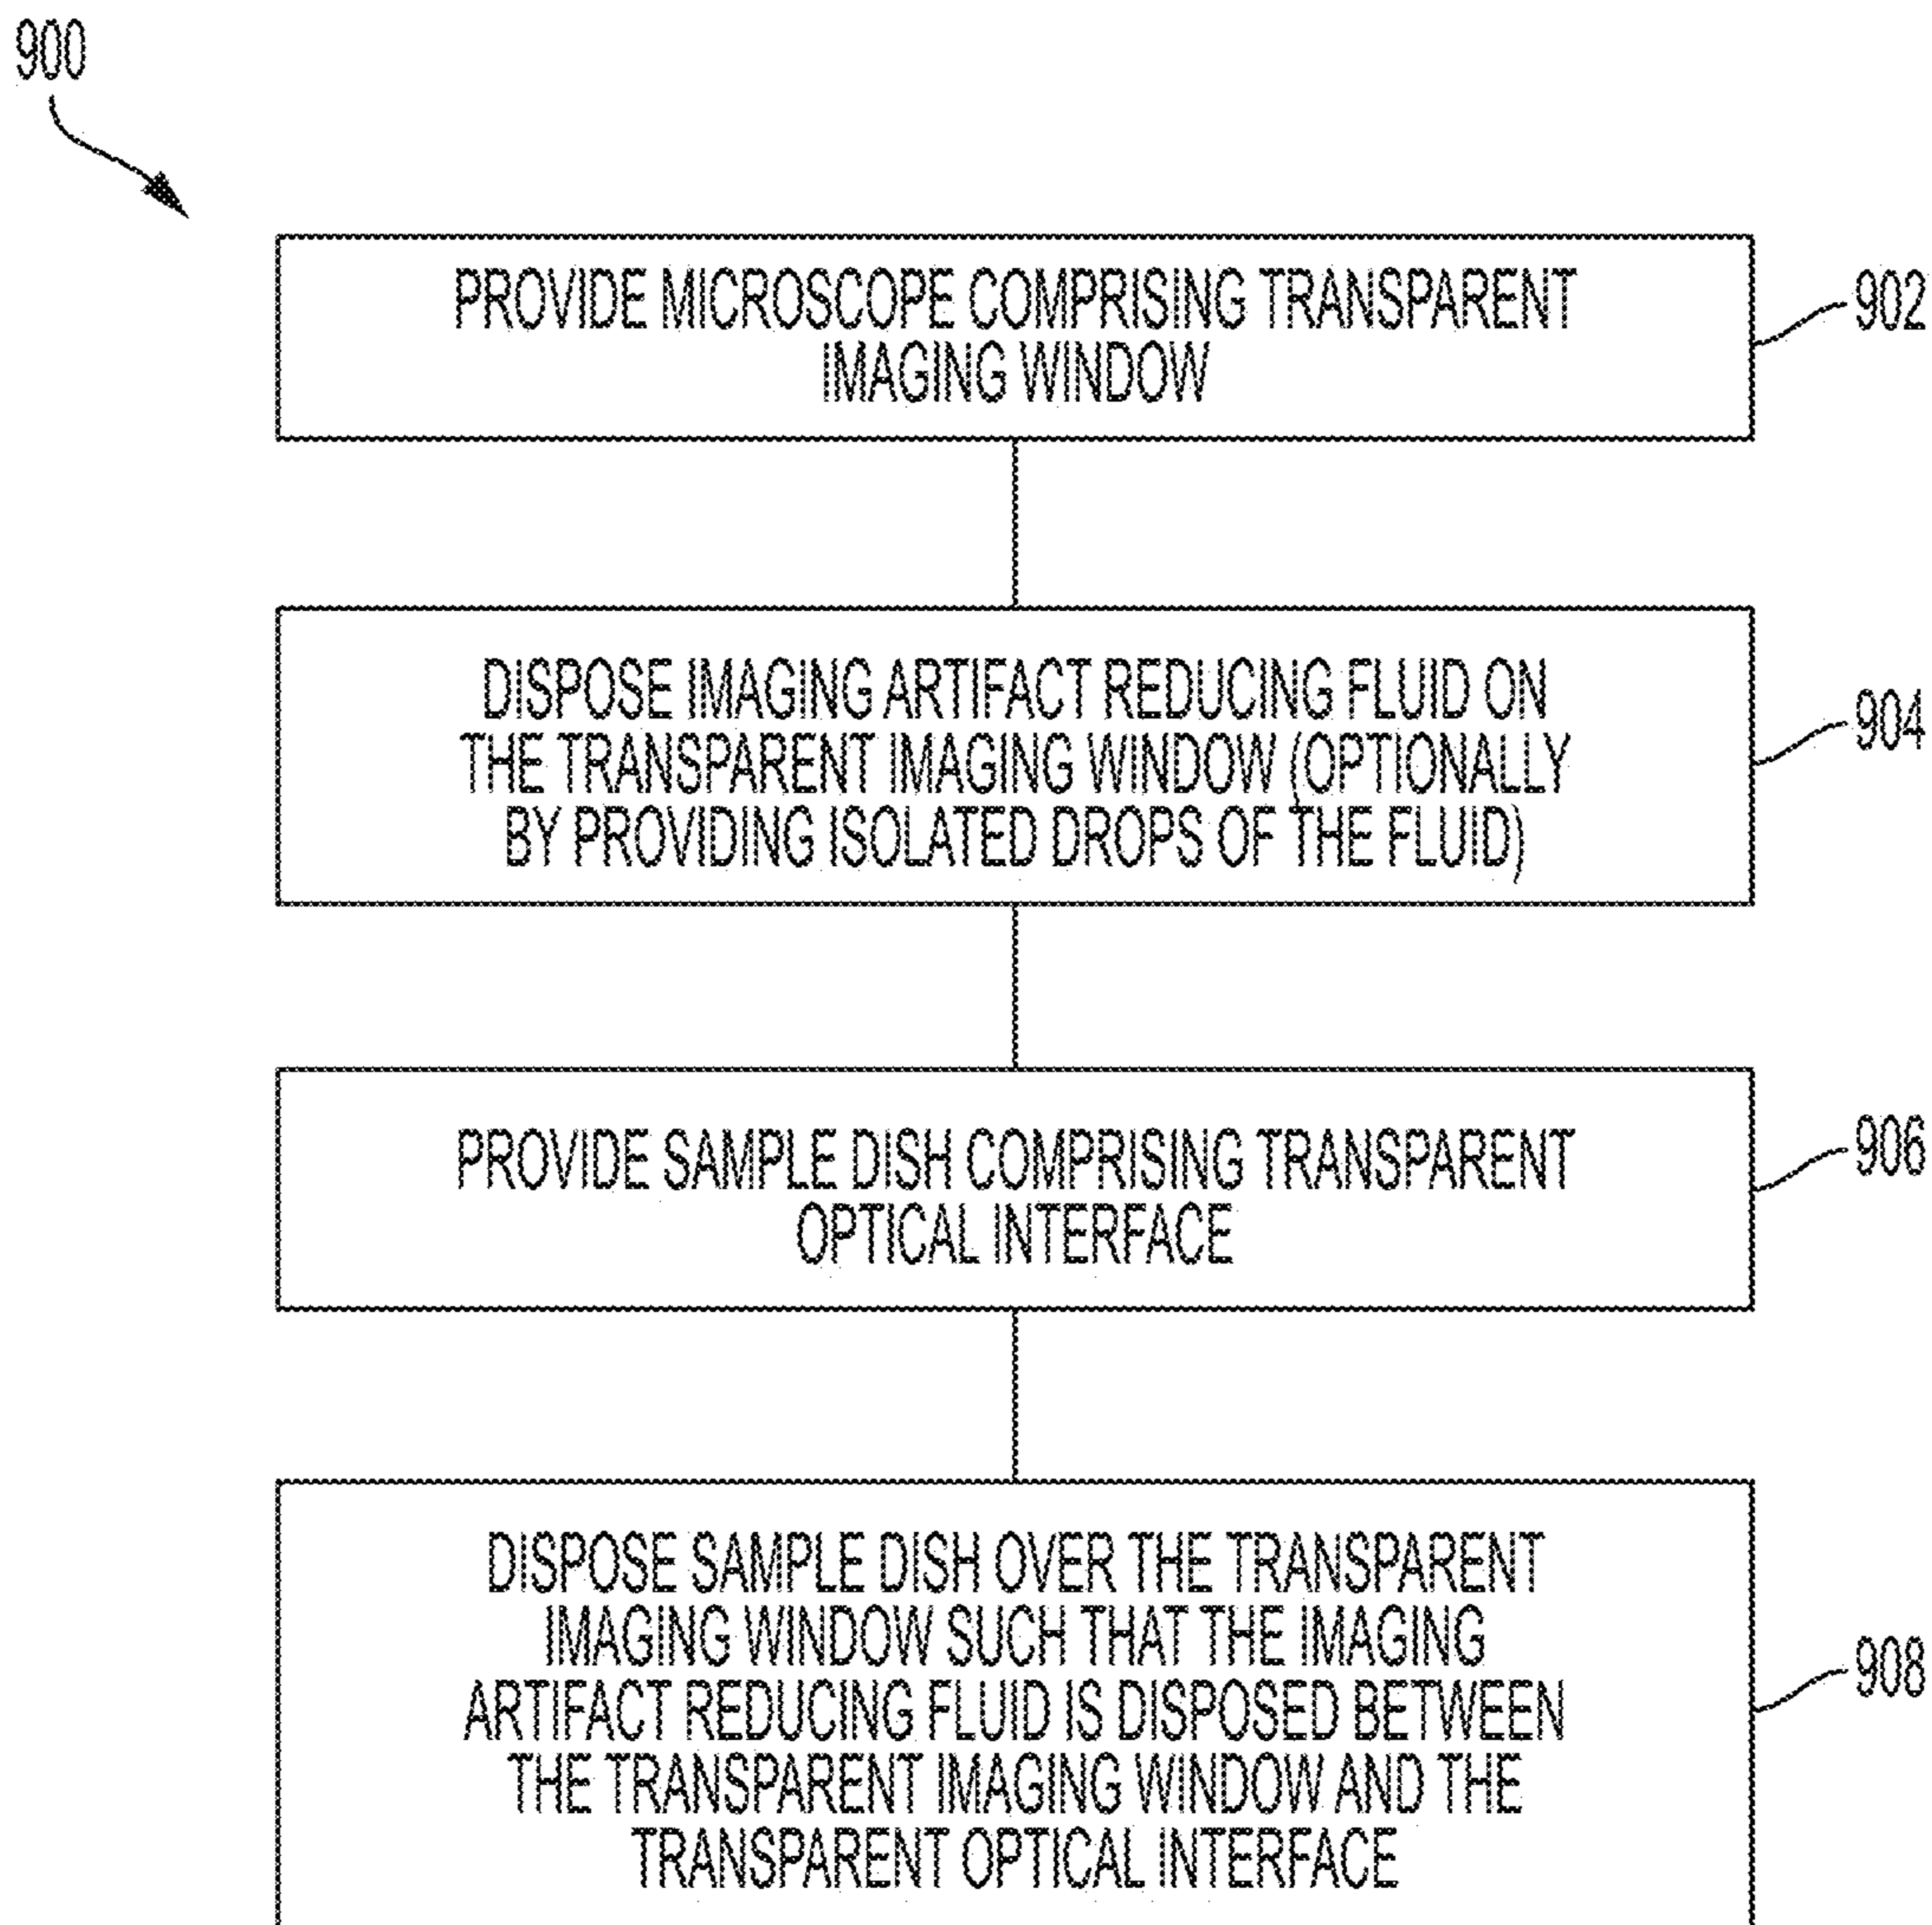 900
PROVIDE MICROSCOPE COMPRISING TRANSPARENT
IMAGING WINDOW
902
DISPOSE IMAGING ARTIFACT REDUCING FLUID ON
THE TRANSPARENT IMAGING WINDOW (OPTIONALLY
BY PROVIDING ISOLATED DROPS OF THE FLUID)
904
PROVIDE SAMPLE DISH COMPRISING TRANSPARENT
OPTICAL INTERFACE
906
DISPOSE SAMPLE DISH OVER THE TRANSPARENT
IMAGING WINDOW SUCH THAT THE IMAGING
ARTIFACT REDUCING FLUID IS DISPOSED BETWEEN
THE TRANSPARENT IMAGING WINDOW AND THE
TRANSPARENT OPTICAL INTERFACE
908